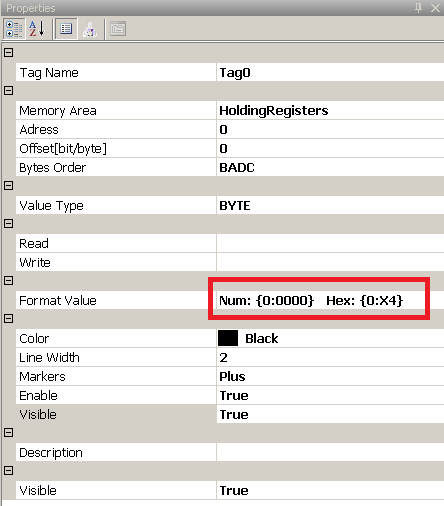 Properties
Tag Name Tag0
Memory Area HoldingRegisters
Adress 0
Offset[bit/byte] 0
Bytes Order BADC
Value Type BYTE
Read
Write
Format Value Num: {0:0000} Hex: {0:X4}
Color Black
Line Width 2
Markers Plus
Enable True
Visible True
Description
Visible True